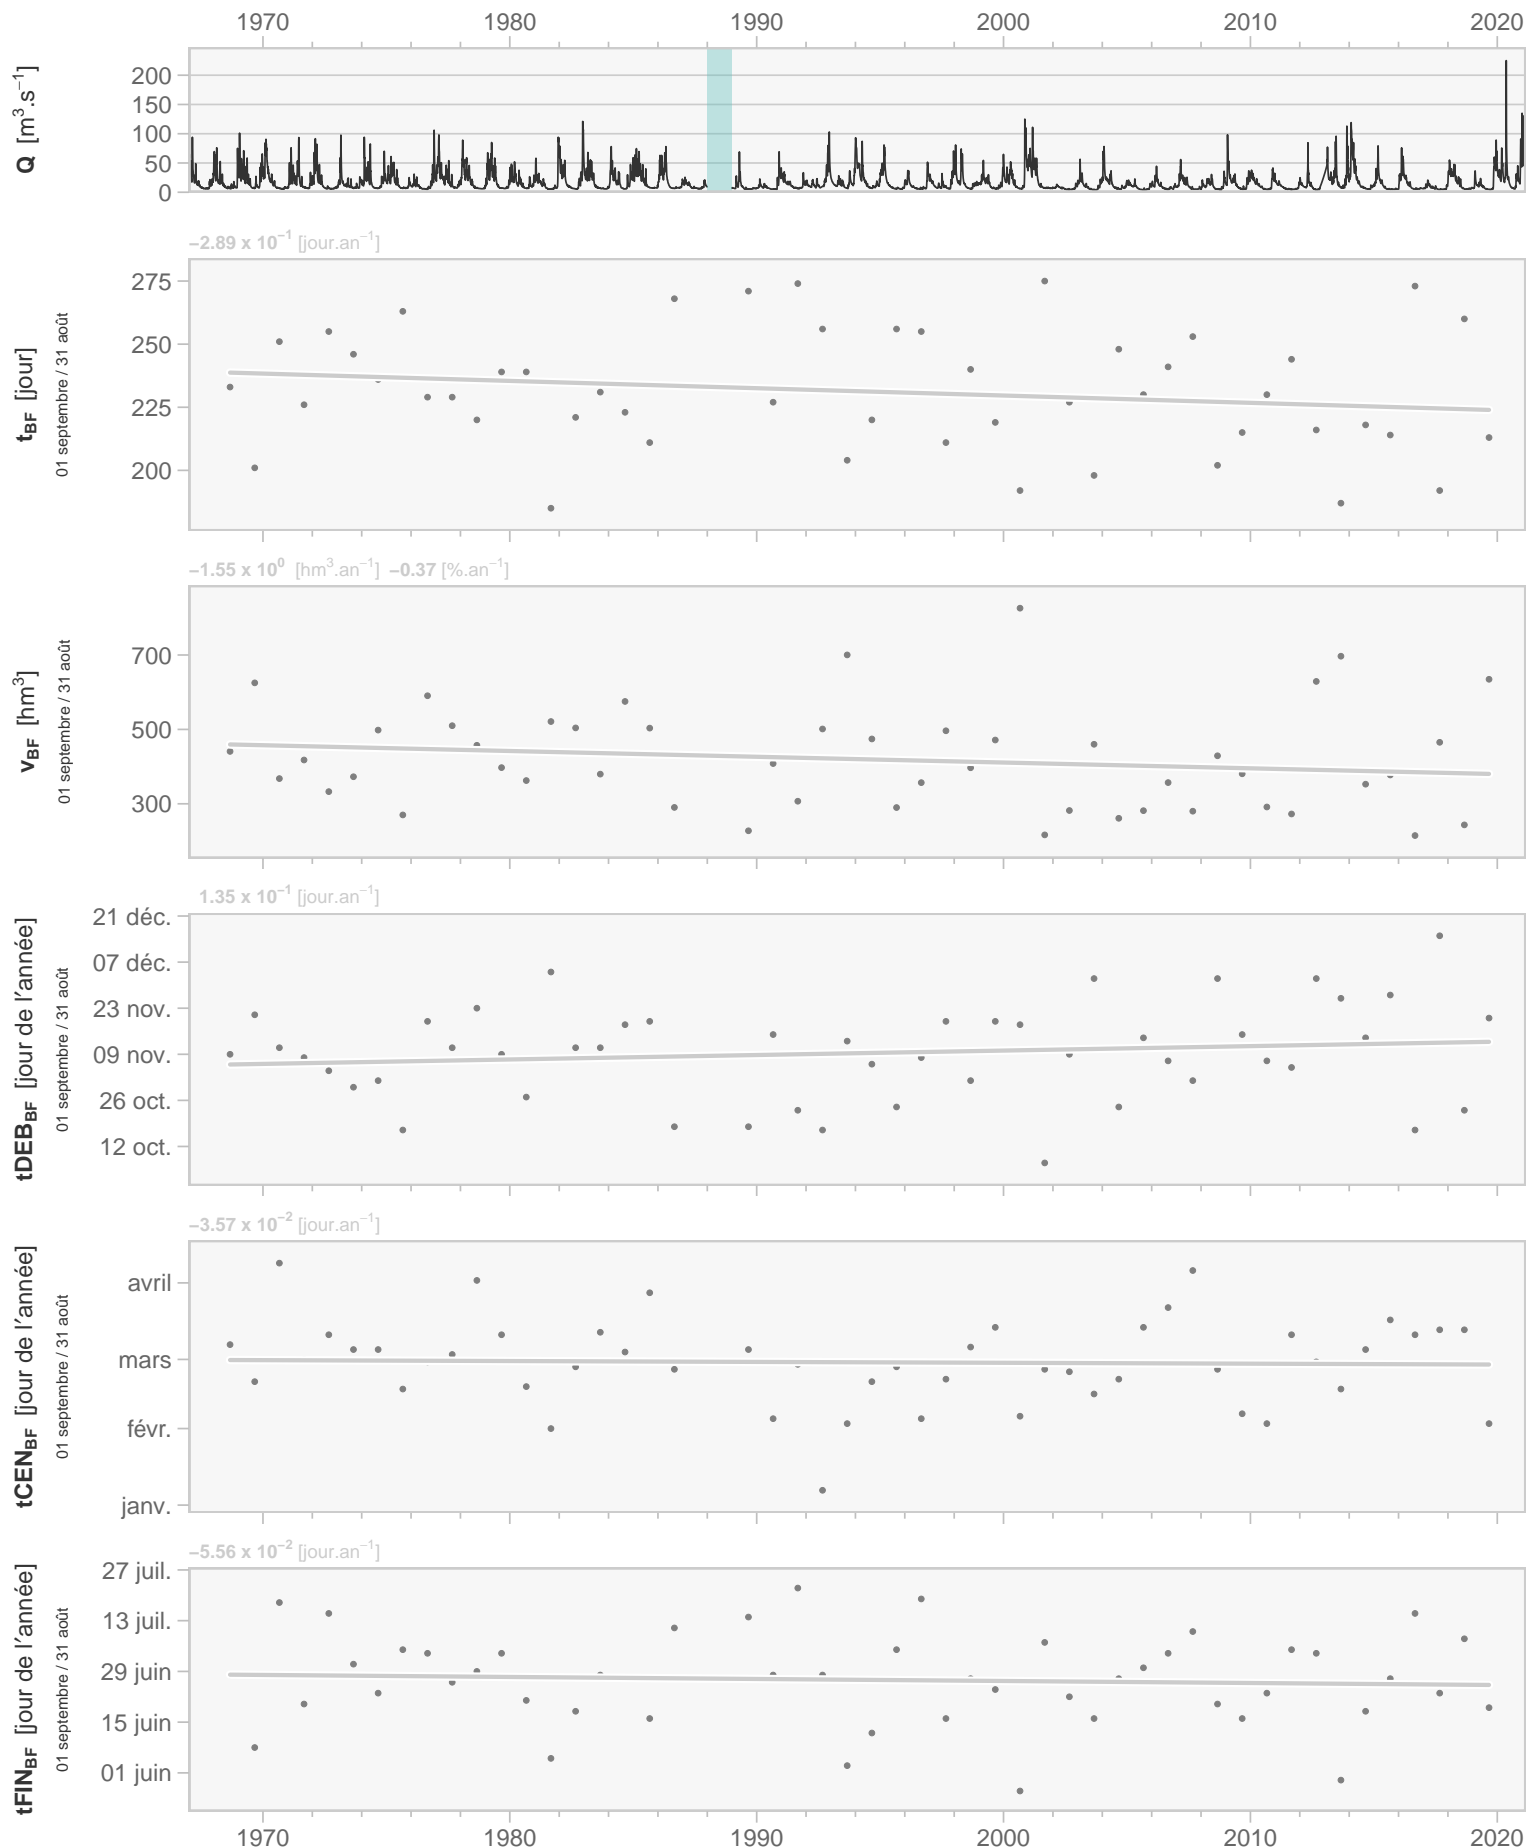 1970 1980 1990 2000 2010 2020
Q [m³.s⁻¹]
200
150
100
50
0
−2.89 x 10⁻¹ [jour.an⁻¹]
t_BF [jour]
01 septembre / 31 août
275
250
225
200
−1.55 x 10⁰ [hm³.an⁻¹] −0.37 [%.an⁻¹]
v_BF [hm³]
01 septembre / 31 août
700
500
300
1.35 x 10⁻¹ [jour.an⁻¹]
tDEB_BF [jour de l'année]
01 septembre / 31 août
21 déc.
07 déc.
23 nov.
09 nov.
26 oct.
12 oct.
−3.57 x 10⁻² [jour.an⁻¹]
tCEN_BF [jour de l'année]
01 septembre / 31 août
avril
mars
févr.
janv.
−5.56 x 10⁻² [jour.an⁻¹]
tFIN_BF [jour de l'année]
01 septembre / 31 août
27 juil.
13 juil.
29 juin
15 juin
01 juin
1970 1980 1990 2000 2010 2020